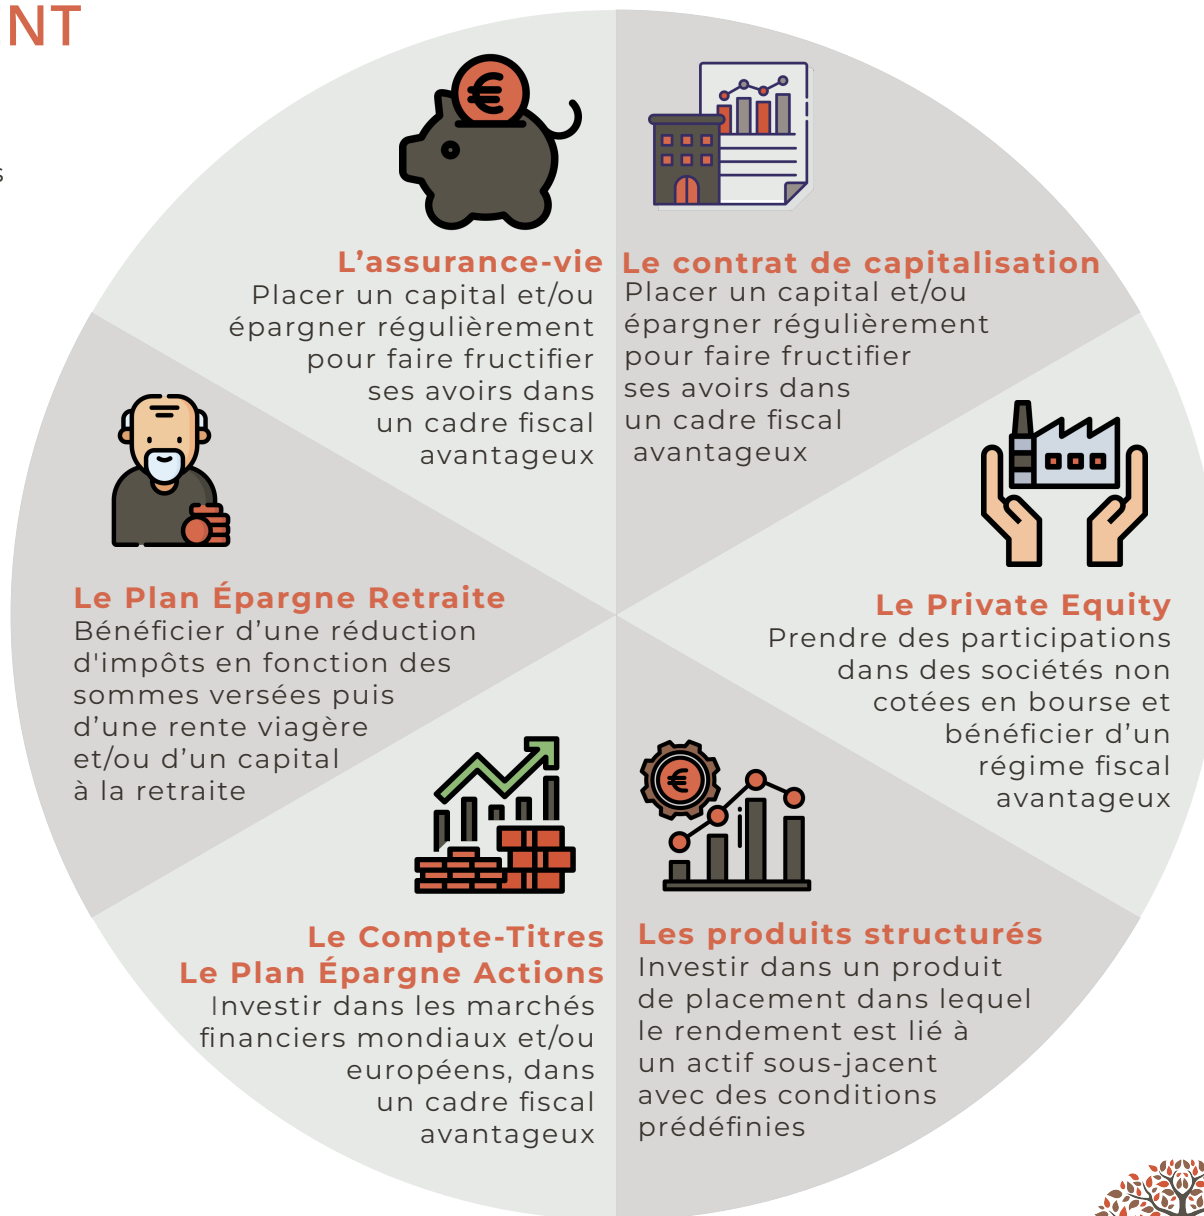 NT
s
L’assurance-vie
Placer un capital et/ou
épargner régulièrement
pour faire fructifier
ses avoirs dans
un cadre fiscal
avantageux
Le contrat de capitalisation
Placer un capital et/ou
épargner régulièrement
pour faire fructifier
ses avoirs dans
un cadre fiscal
avantageux
Le Plan Épargne Retraite
Bénéficier d’une réduction
d'impôts en fonction des
sommes versées puis
d’une rente viagère
et/ou d’un capital
à la retraite
Le Private Equity
Prendre des participations
dans des sociétés non
cotées en bourse et
bénéficier d’un
régime fiscal
avantageux
Le Compte-Titres
Le Plan Épargne Actions
Investir dans les marchés
financiers mondiaux et/ou
européens, dans
un cadre fiscal
avantageux
Les produits structurés
Investir dans un produit
de placement dans lequel
le rendement est lié à
un actif sous-jacent
avec des conditions
prédéfinies